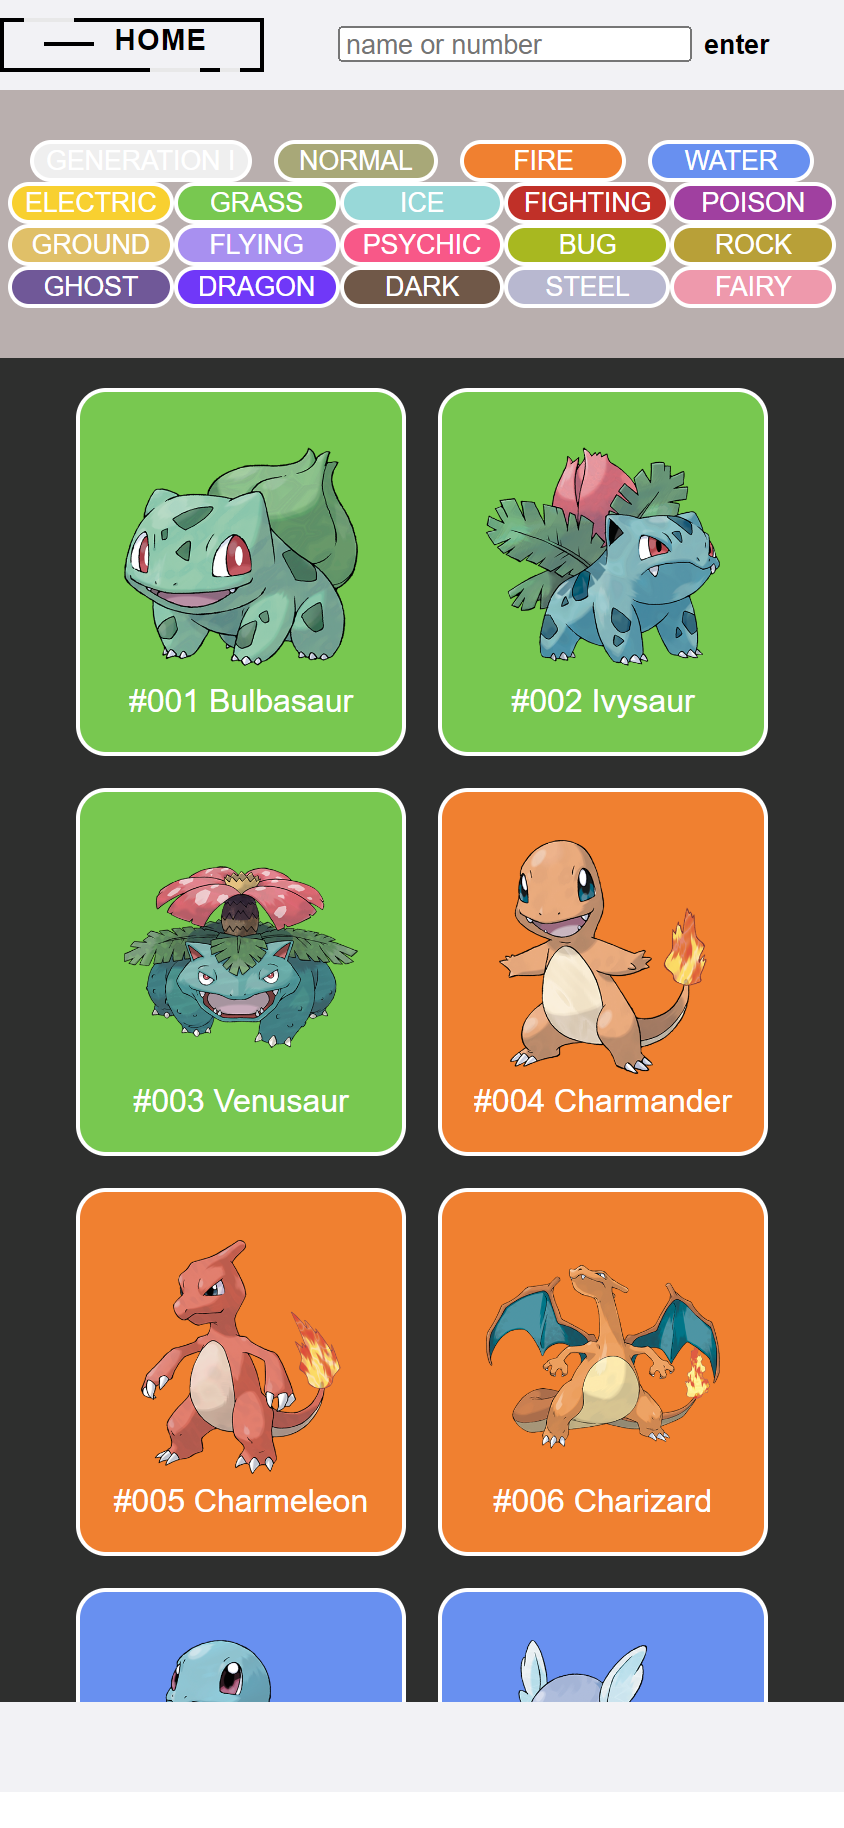 HOME name or number enter
GENERATION I NORMAL FIRE WATER
ELECTRIC GRASS ICE FIGHTING POISON
GROUND FLYING PSYCHIC BUG ROCK
GHOST DRAGON DARK STEEL FAIRY
#001 Bulbasaur #002 Ivysaur
#003 Venusaur #004 Charmander
#005 Charmeleon #006 Charizard